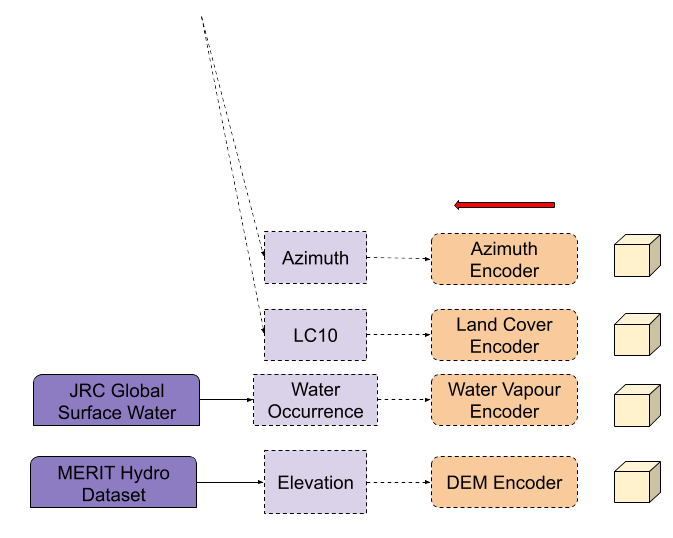 Azimuth
Azimuth
Encoder
LC10
Land Cover
Encoder
JRC Global
Surface Water
Water
Occurrence
Water Vapour
Encoder
MERIT Hydro
Dataset
Elevation
DEM Encoder